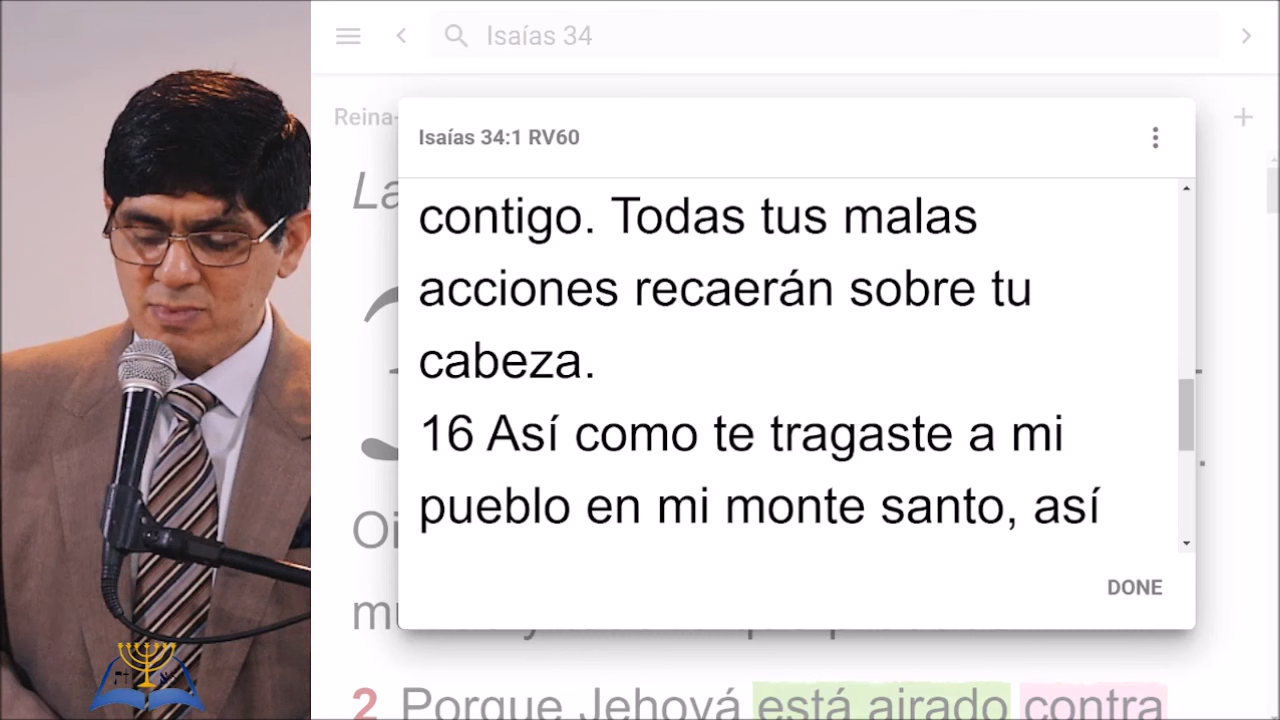 Isaías 34
Reina-
Isaías 34:1 RV60
La
contigo. Todas tus malas
acciones recaerán sobre tu
cabeza.
16 Así como te tragaste a mi
pueblo en mi monte santo, así
Oi
DONE
2 Porque Jehová está airado contra